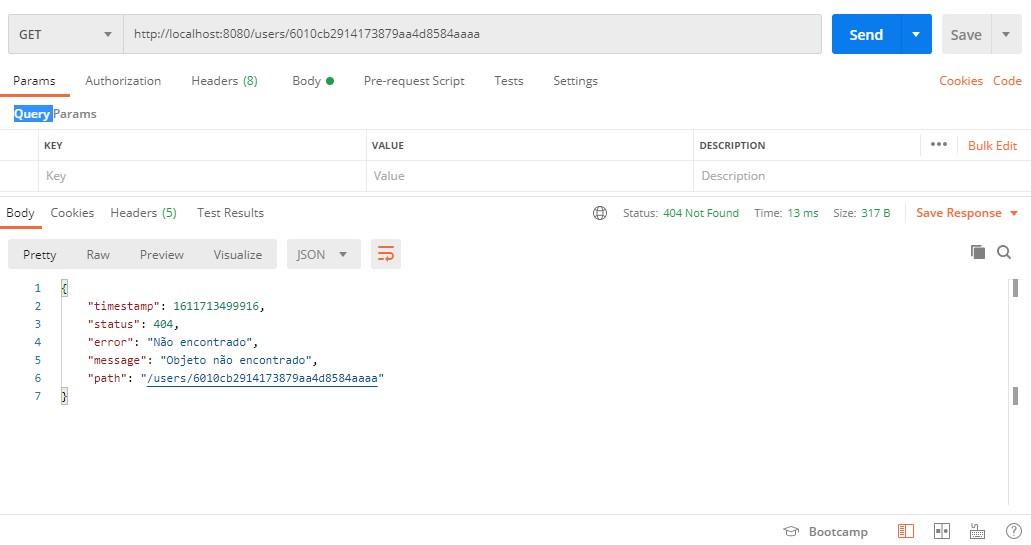 GET http://localhost:8080/users/6010cb2914173879aa4d8584aaaa Send Save
Params Authorization Headers (8) Body Pre-request Script Tests Settings Cookies Code
Query Params
KEY VALUE DESCRIPTION ••• Bulk Edit
Key Value Description
Body Cookies Headers (5) Test Results Status: 404 Not Found Time: 13 ms Size: 317 B Save Response
Pretty Raw Preview Visualize JSON
1 {
2 "timestamp": 1611713499916,
3 "status": 404,
4 "error": "Não encontrado",
5 "message": "Objeto não encontrado",
6 "path": "/users/6010cb2914173879aa4d8584aaaa"
7 }
Bootcamp ?